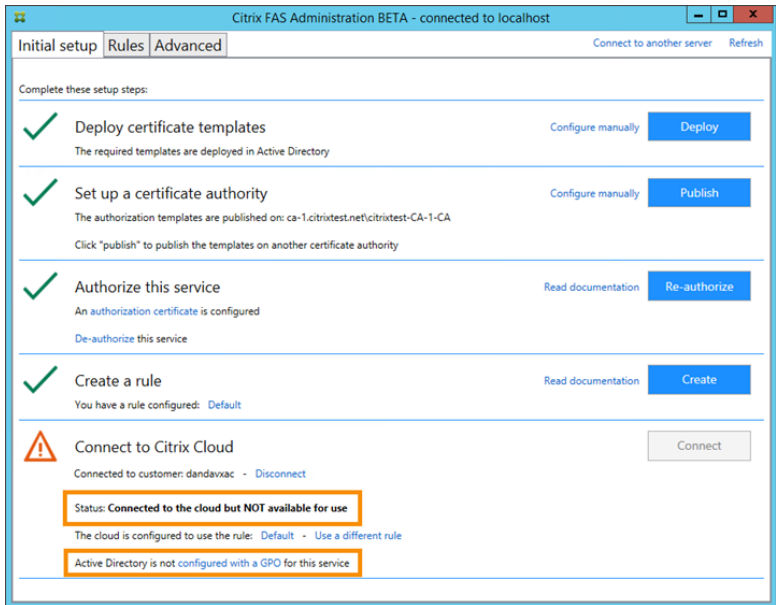 Citrix FAS Administration BETA - connected to localhost
Initial setup Rules Advanced Connect to another server Refresh
Complete these setup steps:
Deploy certificate templates Configure manually Deploy
The required templates are deployed in Active Directory
Set up a certificate authority Configure manually Publish
The authorization templates are published on: ca-1.citrixtest.net\citrixtest-CA-1-CA
Click "publish" to publish the templates on another certificate authority
Authorize this service Read documentation Re-authorize
An authorization certificate is configured
De-authorize this service
Create a rule Read documentation Create
You have a rule configured: Default
Connect to Citrix Cloud Connect
Connected to customer: dandavxac - Disconnect
Status: Connected to the cloud but NOT available for use
The cloud is configured to use the rule: Default - Use a different rule
Active Directory is not configured with a GPO for this service